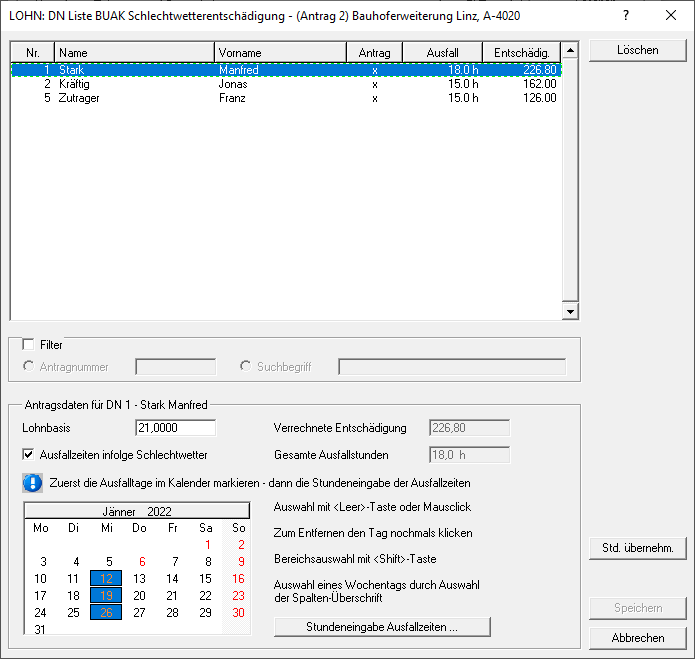 LOHN: DN Liste BUAK Schlechtwetterentschädigung - (Antrag 2) Bauhoferweiterung Linz, A-4020 ?
Nr. Name Vorname Antrag Ausfall Entschädig. Löschen
1 Stark Manfred x 18.0 h 226.80
2 Kräftig Jonas x 15.0 h 162.00
5 Zutrager Franz x 15.0 h 126.00
Filter
Antragnummer Suchbegriff
Antragsdaten für DN 1 - Stark Manfred
Lohnbasis 21,0000 Verrechnete Entschädigung 226,80
Ausfallzeiten infolge Schlechtwetter Gesamte Ausfallstunden 18,0 h
Zuerst die Ausfalltage im Kalender markieren - dann die Stundeneingabe der Ausfallzeiten
Jänner 2022
Mo Di Mi Do Fr Sa So
1 2
3 4 5 6 7 8 9
10 11 12 13 14 15 16
17 18 19 20 21 22 23
24 25 26 27 28 29 30
31
Auswahl mit <Leer>-Taste oder Mausclick
Zum Entfernen den Tag nochmals klicken
Bereichsauswahl mit <Shift>-Taste
Auswahl eines Wochentags durch Auswahl
der Spalten-Überschrift
Stundeneingabe Ausfallzeiten ...
Std. übernehm.
Speichern
Abbrechen